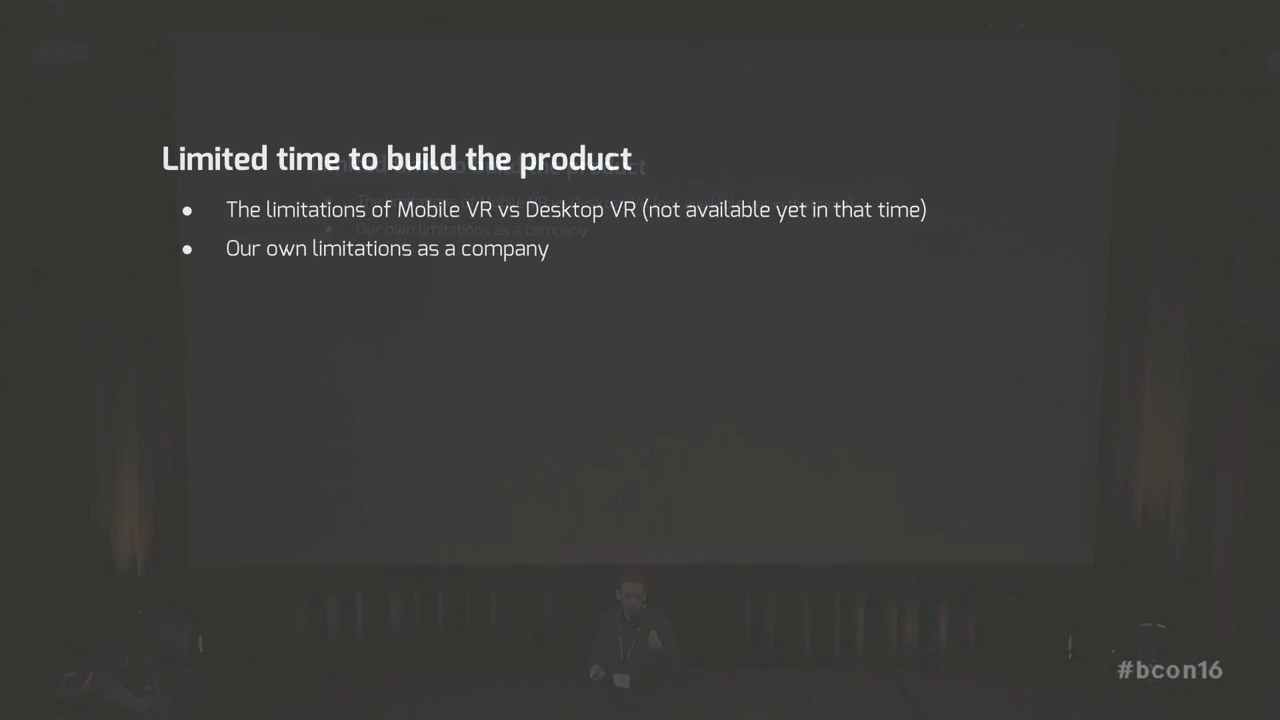 Limited time to build the product
● The limitations of Mobile VR vs Desktop VR (not available yet in that time)
● Our own limitations as a company
#bcon16